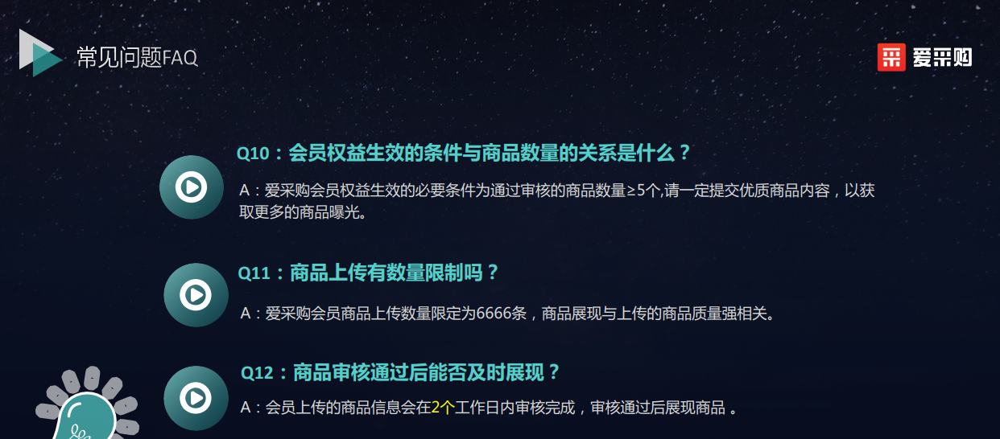 常见问题FAQ
采 爱采购
Q10：会员权益生效的条件与商品数量的关系是什么？
A：爱采购会员权益生效的必要条件为通过审核的商品数量≥5个,请一定提交优质商品内容，以获
取更多的商品曝光。
Q11：商品上传有数量限制吗？
A：爱采购会员商品上传数量限定为6666条，商品展现与上传的商品质量强相关。
Q12：商品审核通过后能否及时展现？
A：会员上传的商品信息会在2个工作日内审核完成，审核通过后展现商品 。